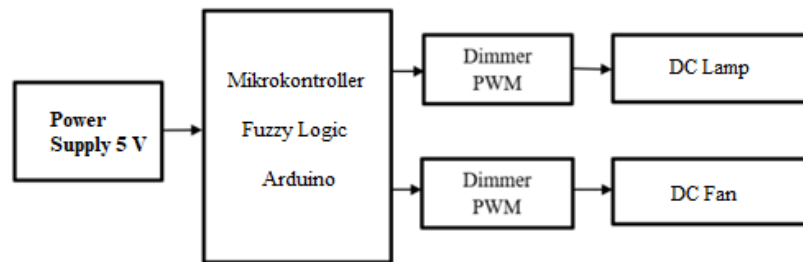 Power
Supply 5 V
Mikrokontroller
Fuzzy Logic
Arduino
Dimmer
PWM
DC Lamp
Dimmer
PWM
DC Fan